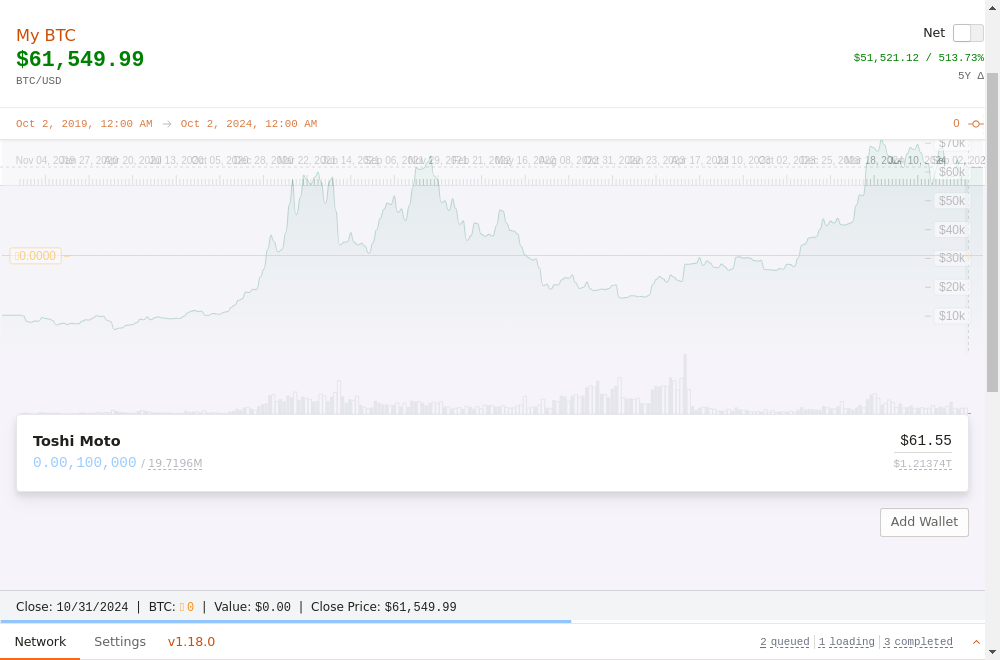 My BTC
Net
$61,549.99
$51,521.12 / 513.73%
BTC/USD
5Y Δ
Oct 2, 2019, 12:00 AM → Oct 2, 2024, 12:00 AM
0
$70k
Nov 04, 20
$60k
$50k
$40k
0.0000
$30k
$20k
$10k
Toshi Moto
$61.55
0.00,100,000 / 19.7196M
$1.21374T
Add Wallet
Close: 10/31/2024 | BTC: 0 | Value: $0.00 | Close Price: $61,549.99
Network
Settings
v1.18.0
2 queued
1 loading
3 completed